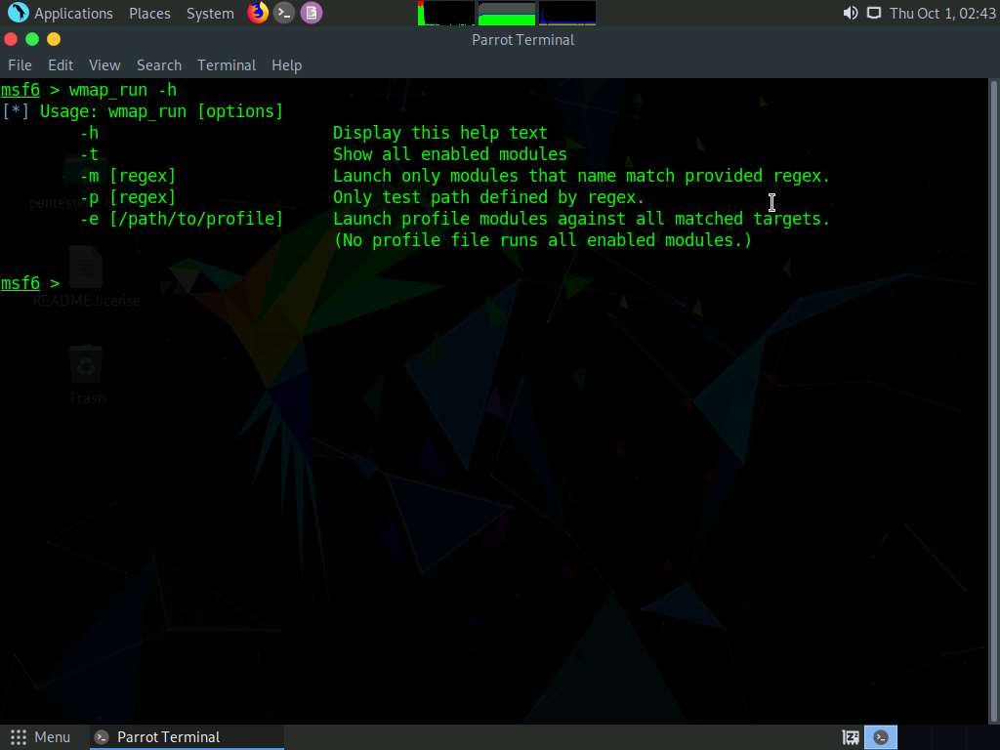 Applications Places System Thu Oct 1, 02:43
Parrot Terminal
File Edit View Search Terminal Help
msf6 > wmap_run -h
[*] Usage: wmap_run [options]
-h Display this help text
-t Show all enabled modules
-m [regex] Launch only modules that name match provided regex.
-p [regex] Only test path defined by regex.
-e [/path/to/profile] Launch profile modules against all matched targets.
(No profile file runs all enabled modules.)
msf6 >
README.license
Trash
Menu Parrot Terminal